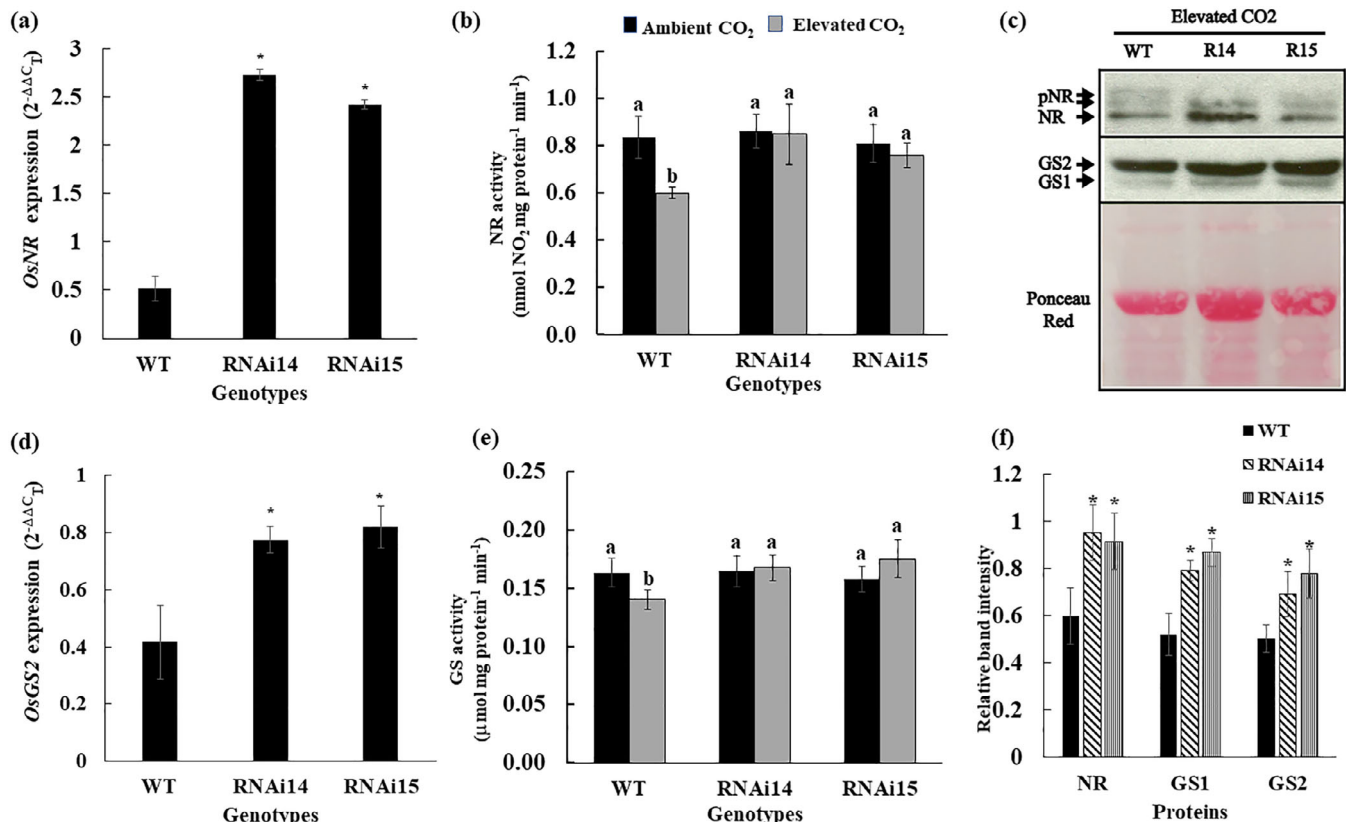 (a)
OsNR expression (2-ΔΔCT)
3
2.5
2
1.5
1
0.5
0
*
*
WT
RNAi14
RNAi15
Genotypes
(b)
Ambient CO2
Elevated CO2
NR activity
(nmol NO2 mg protein-1 min-1)
1.0
0.8
0.6
0.4
0.2
0.0
a
b
a
a
a
a
WT
RNAi14
RNAi15
Genotypes
(c)
Elevated CO2
WT
R14
R15
pNR
NR
GS2
GS1
Ponceau
Red
(d)
OsGS2 expression (2-ΔΔCT)
1
0.8
0.6
0.4
0.2
0
*
*
WT
RNAi14
RNAi15
Genotypes
(e)
GS activity
(µmol mg protein-1 min-1)
0.25
0.20
0.15
0.10
0.05
0.00
a
b
a
a
a
a
WT
RNAi14
RNAi15
Genotypes
(f)
WT
RNAi14
RNAi15
Relative band intensity
1.2
1
0.8
0.6
0.4
0.2
0
*
*
*
*
*
*
NR
GS1
GS2
Proteins